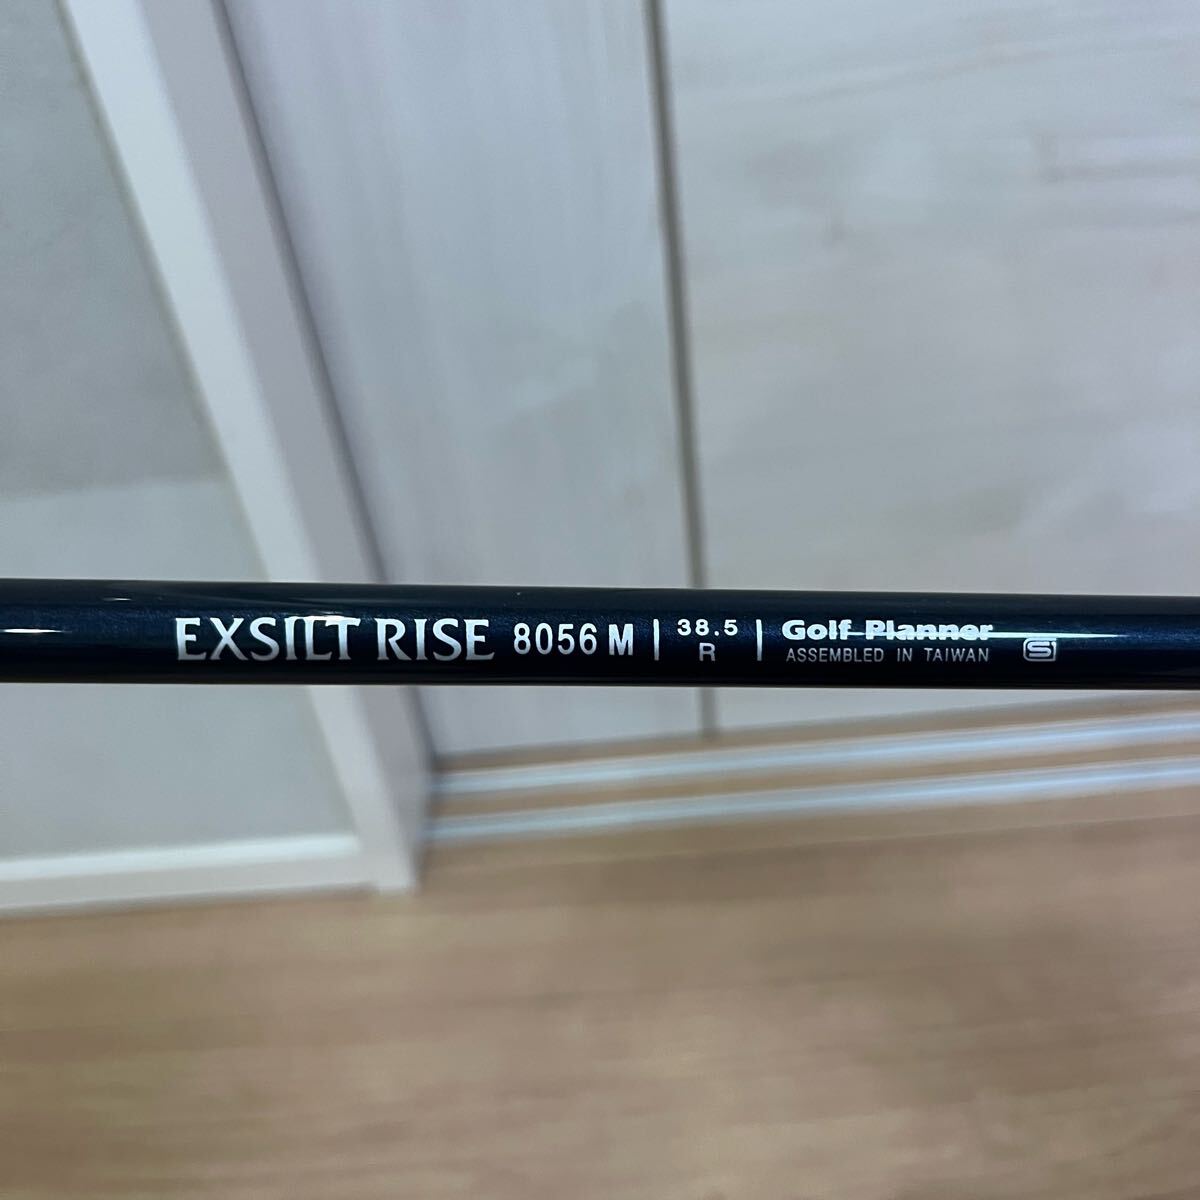 EXSILT RISE 8056 M
38.5
R
Golf Planner
ASSEMBLED IN TAIWAN
S